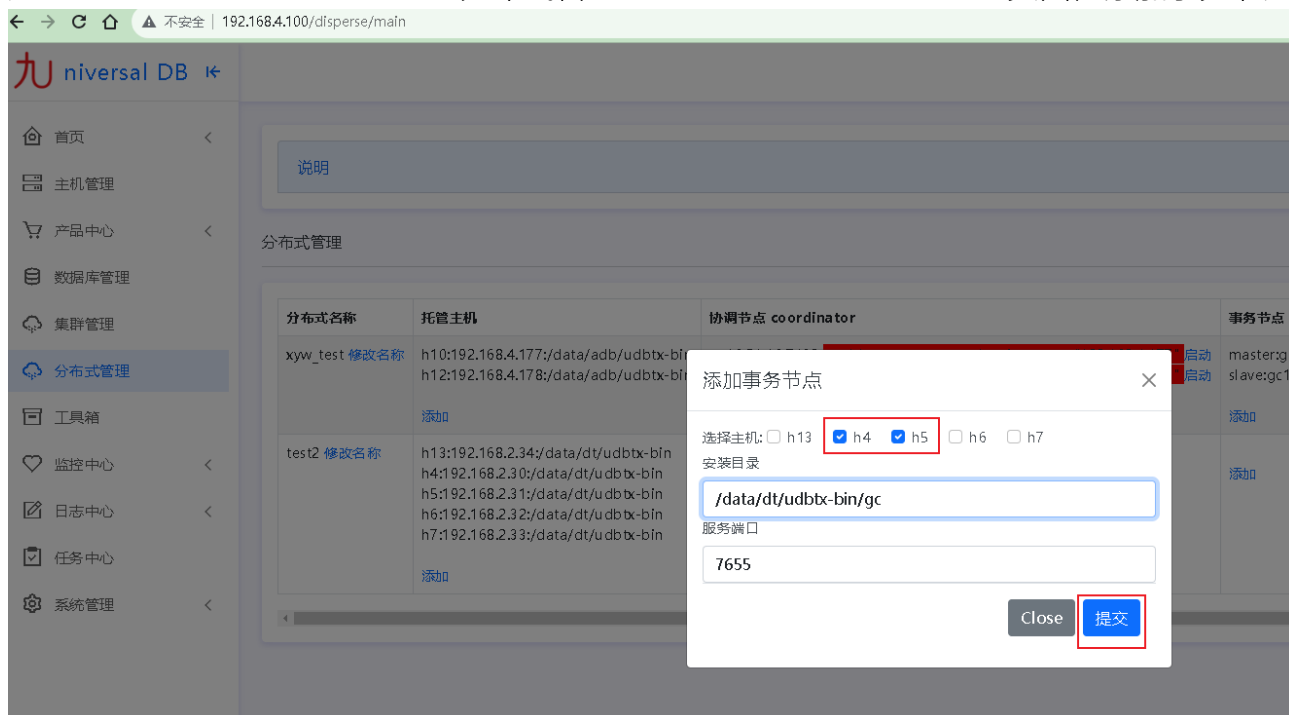 不安全 | 192.168.4.100/disperse/main
九 niversal DB
首页
主机管理
产品中心
数据库管理
集群管理
分布式管理
工具箱
监控中心
日志中心
任务中心
系统管理
说明
分布式管理
分布式名称 托管主机 协调节点 coordinator 事务节点
xyw_test 修改名称 h10:192.168.4.177:/data/adb/udbtx-bin 启动 master:g
h12:192.168.4.178:/data/adb/udbtx-bin 启动 slave:gc1
添加 添加
test2 修改名称 h13:192.168.2.34:/data/dt/udbtx-bin
h4:192.168.2.30:/data/dt/udbtx-bin 添加
h5:192.168.2.31:/data/dt/udbtx-bin
h6:192.168.2.32:/data/dt/udbtx-bin
h7:192.168.2.33:/data/dt/udbtx-bin
添加
添加事务节点
选择主机: h13 h4 h5 h6 h7
安装目录
/data/dt/udbtx-bin/gc
服务端口
7655
Close 提交